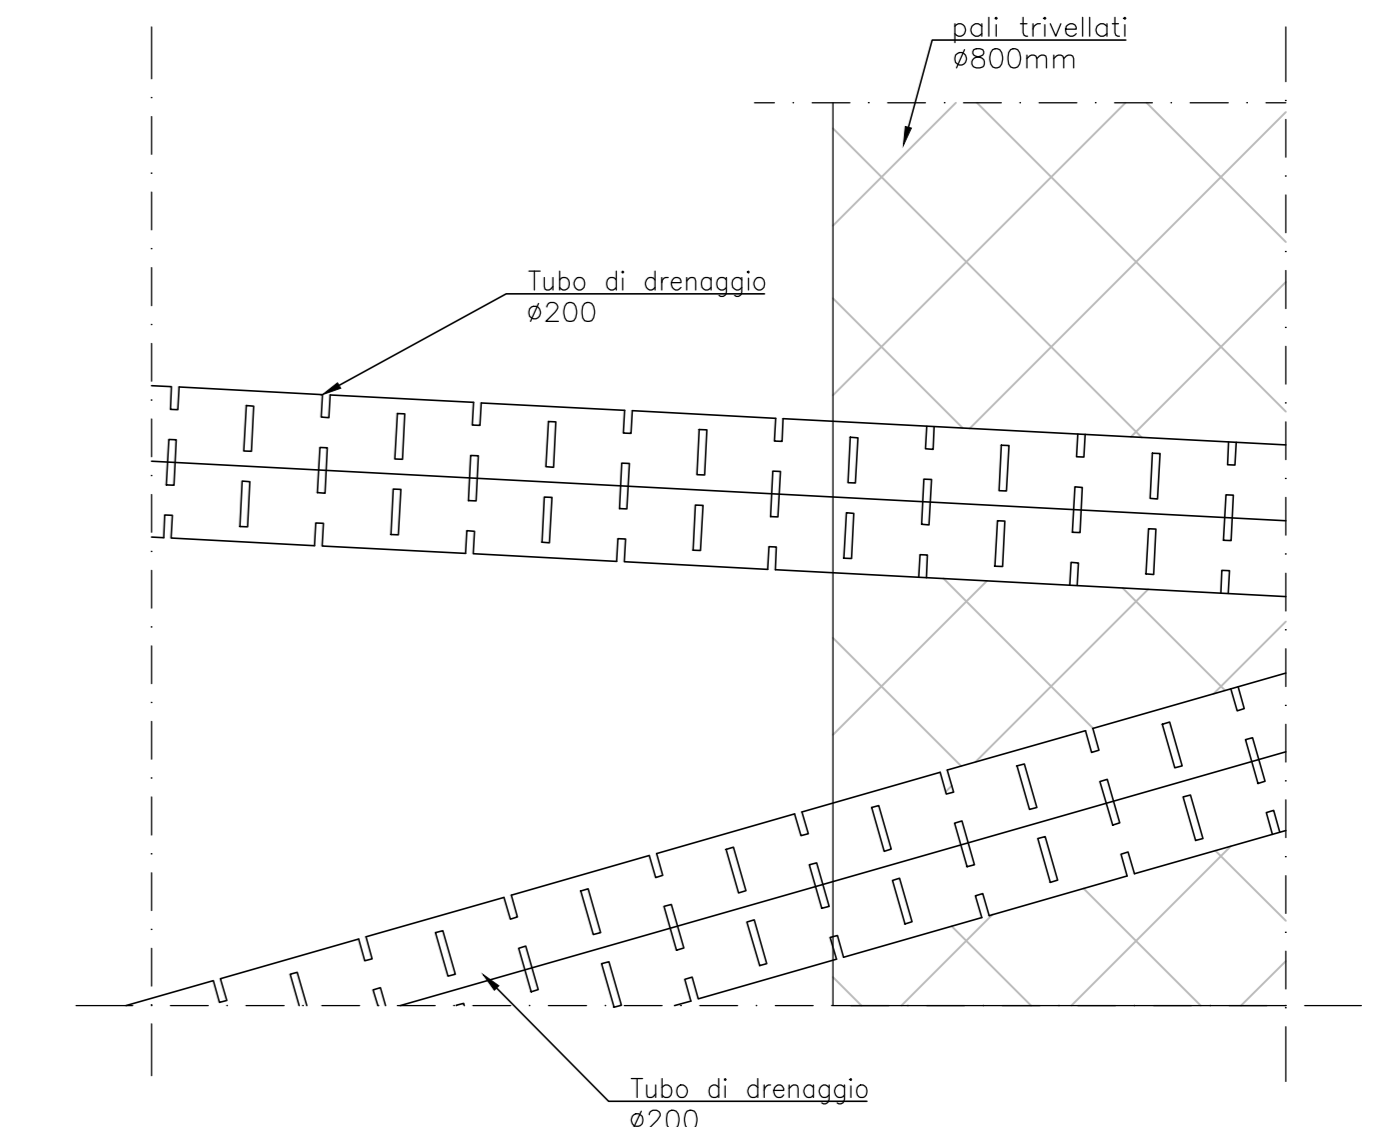 pali trivellati
Ø800mm
Tubo di drenaggio
Ø200
Tubo di drenaggio
Ø200